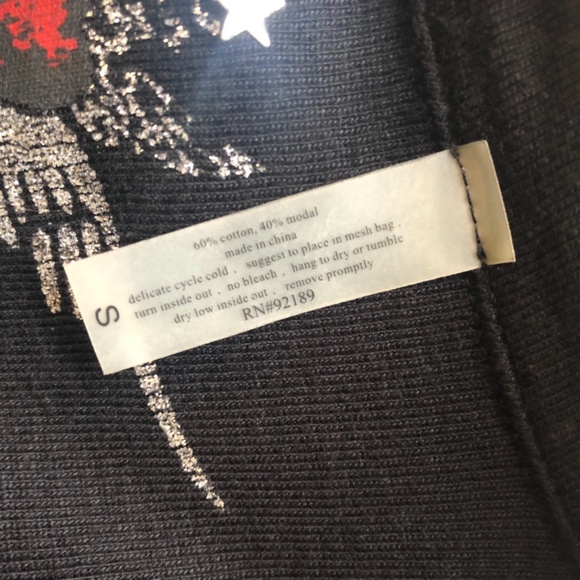 60% cotton, 40% modal
made in china
delicate cycle cold . suggest to place in mesh bag .
turn inside out . no bleach . hang to dry or tumble
dry low inside out . remove promptly
RN#92189
S